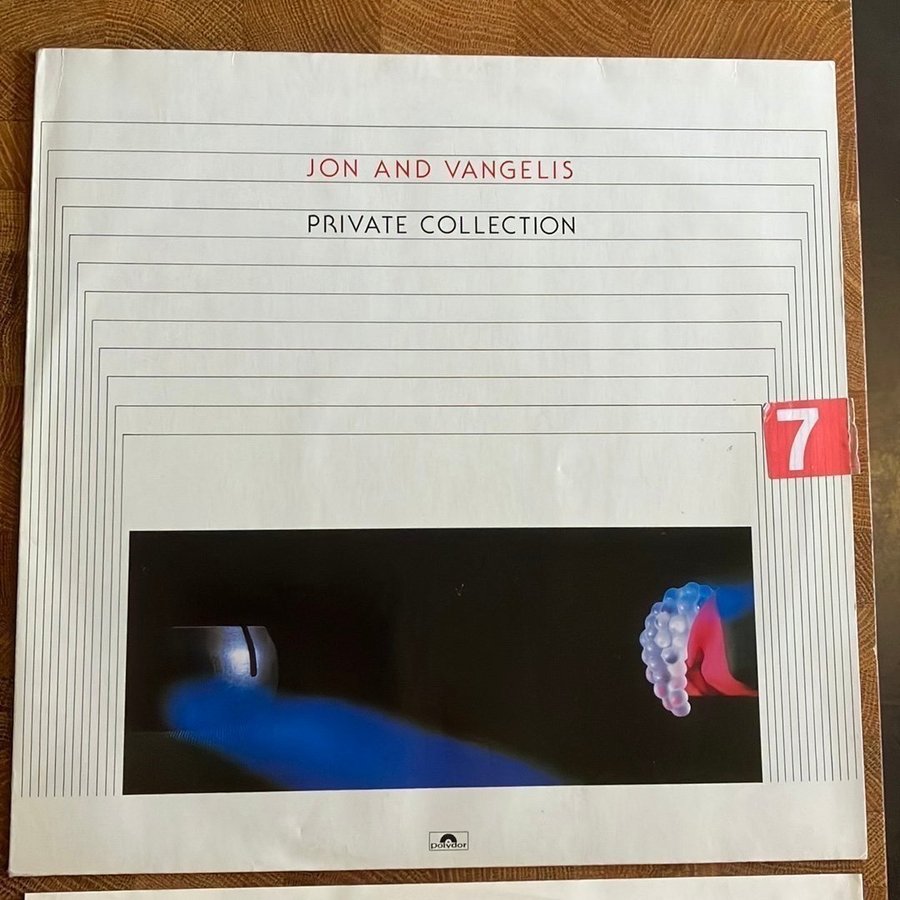 JON AND VANGELIS
PRIVATE COLLECTION
7
polydor